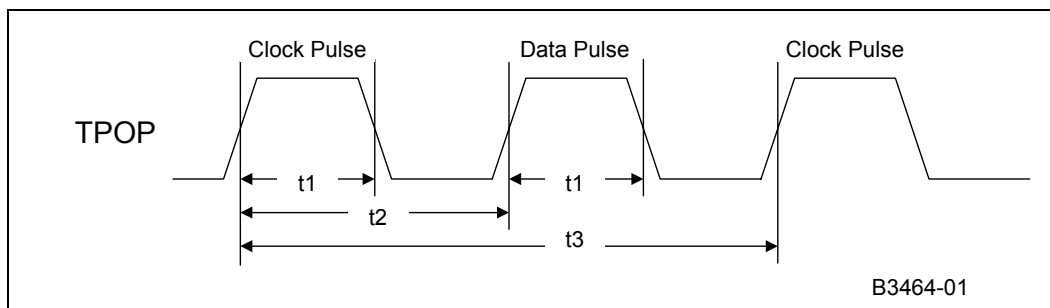 Clock Pulse Data Pulse Clock Pulse
TPOP
t1 t1
t2
t3
B3464-01